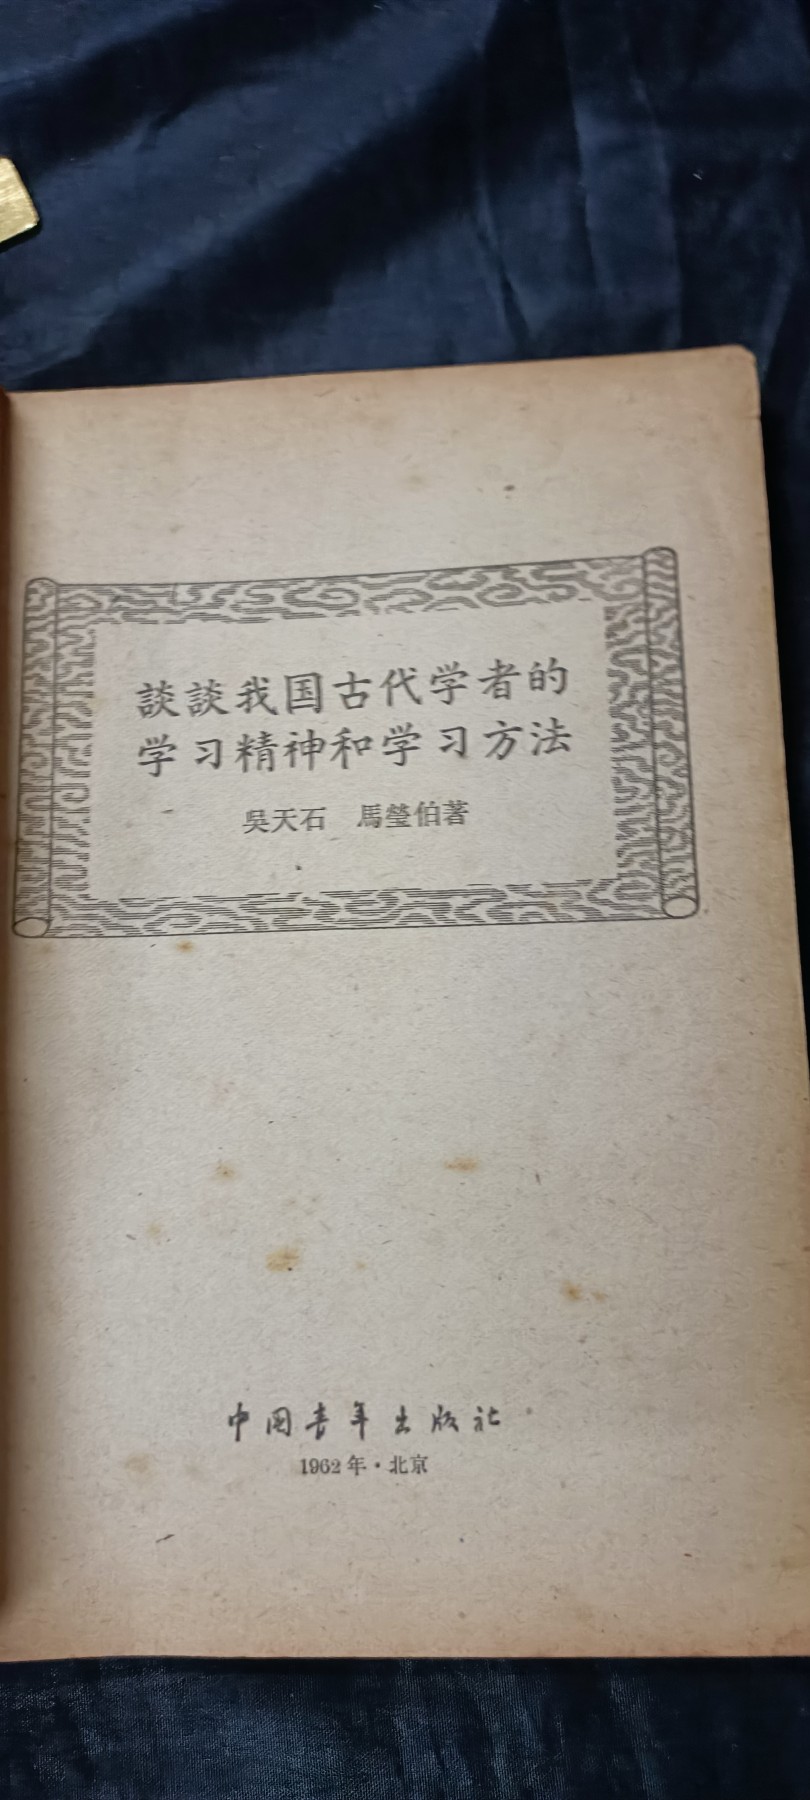 談談我国古代学者的
学习精神和学习方法
吳天石　馬瑩伯著
中国青年出版社
1962年·北京